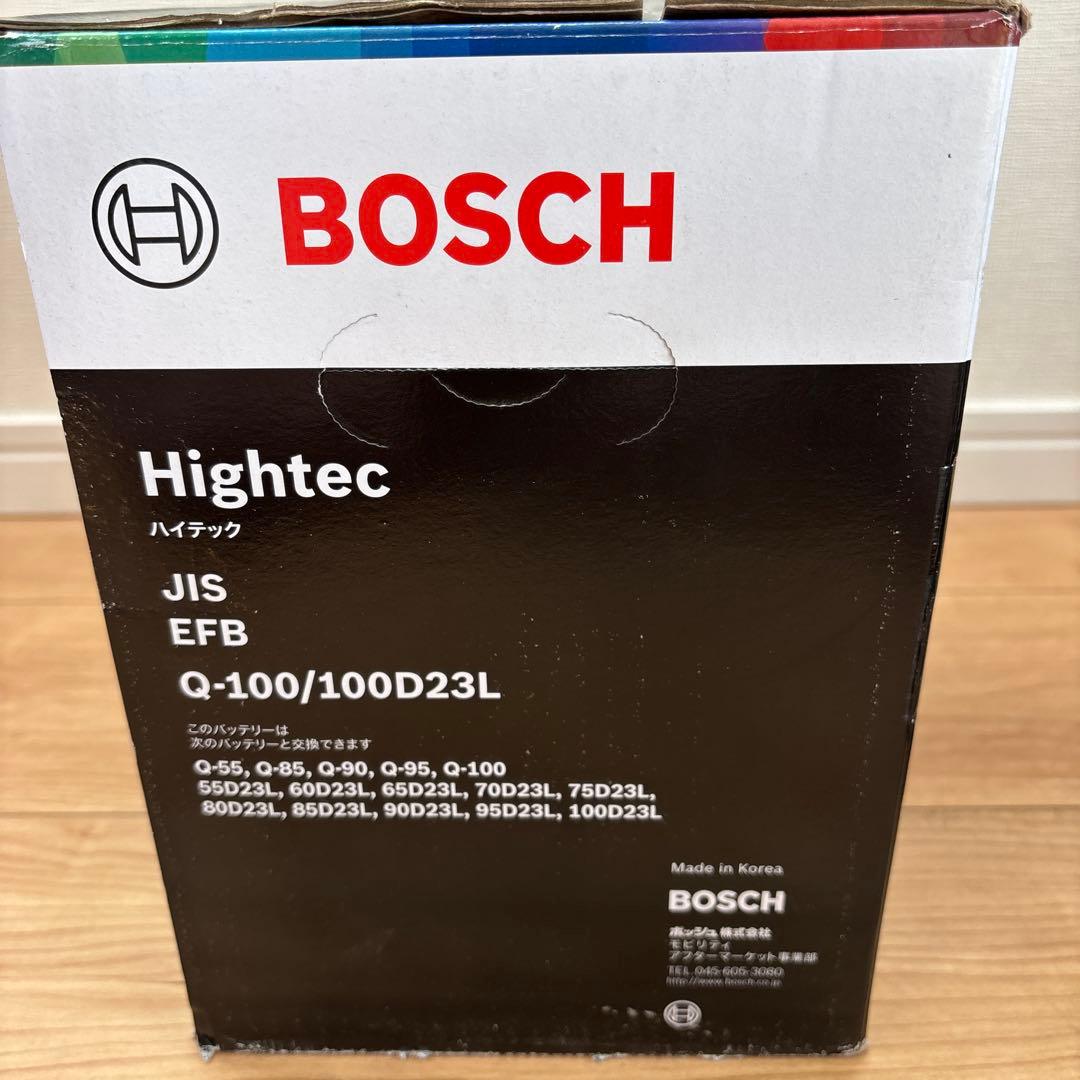 BOSCH
Hightec
ハイテック
JIS
EFB
Q-100/100D23L
このバッテリーは
次のバッテリーと交換できます
Q-55, Q-85, Q-90, Q-95, Q-100
55D23L, 60D23L, 65D23L, 70D23L, 75D23L,
80D23L, 85D23L, 90D23L, 95D23L, 100D23L
Made in Korea
BOSCH
ボッシュ株式会社
モビリティ
アフターマーケット事業部
TEL 045-605-3080
http://www.bosch.co.jp